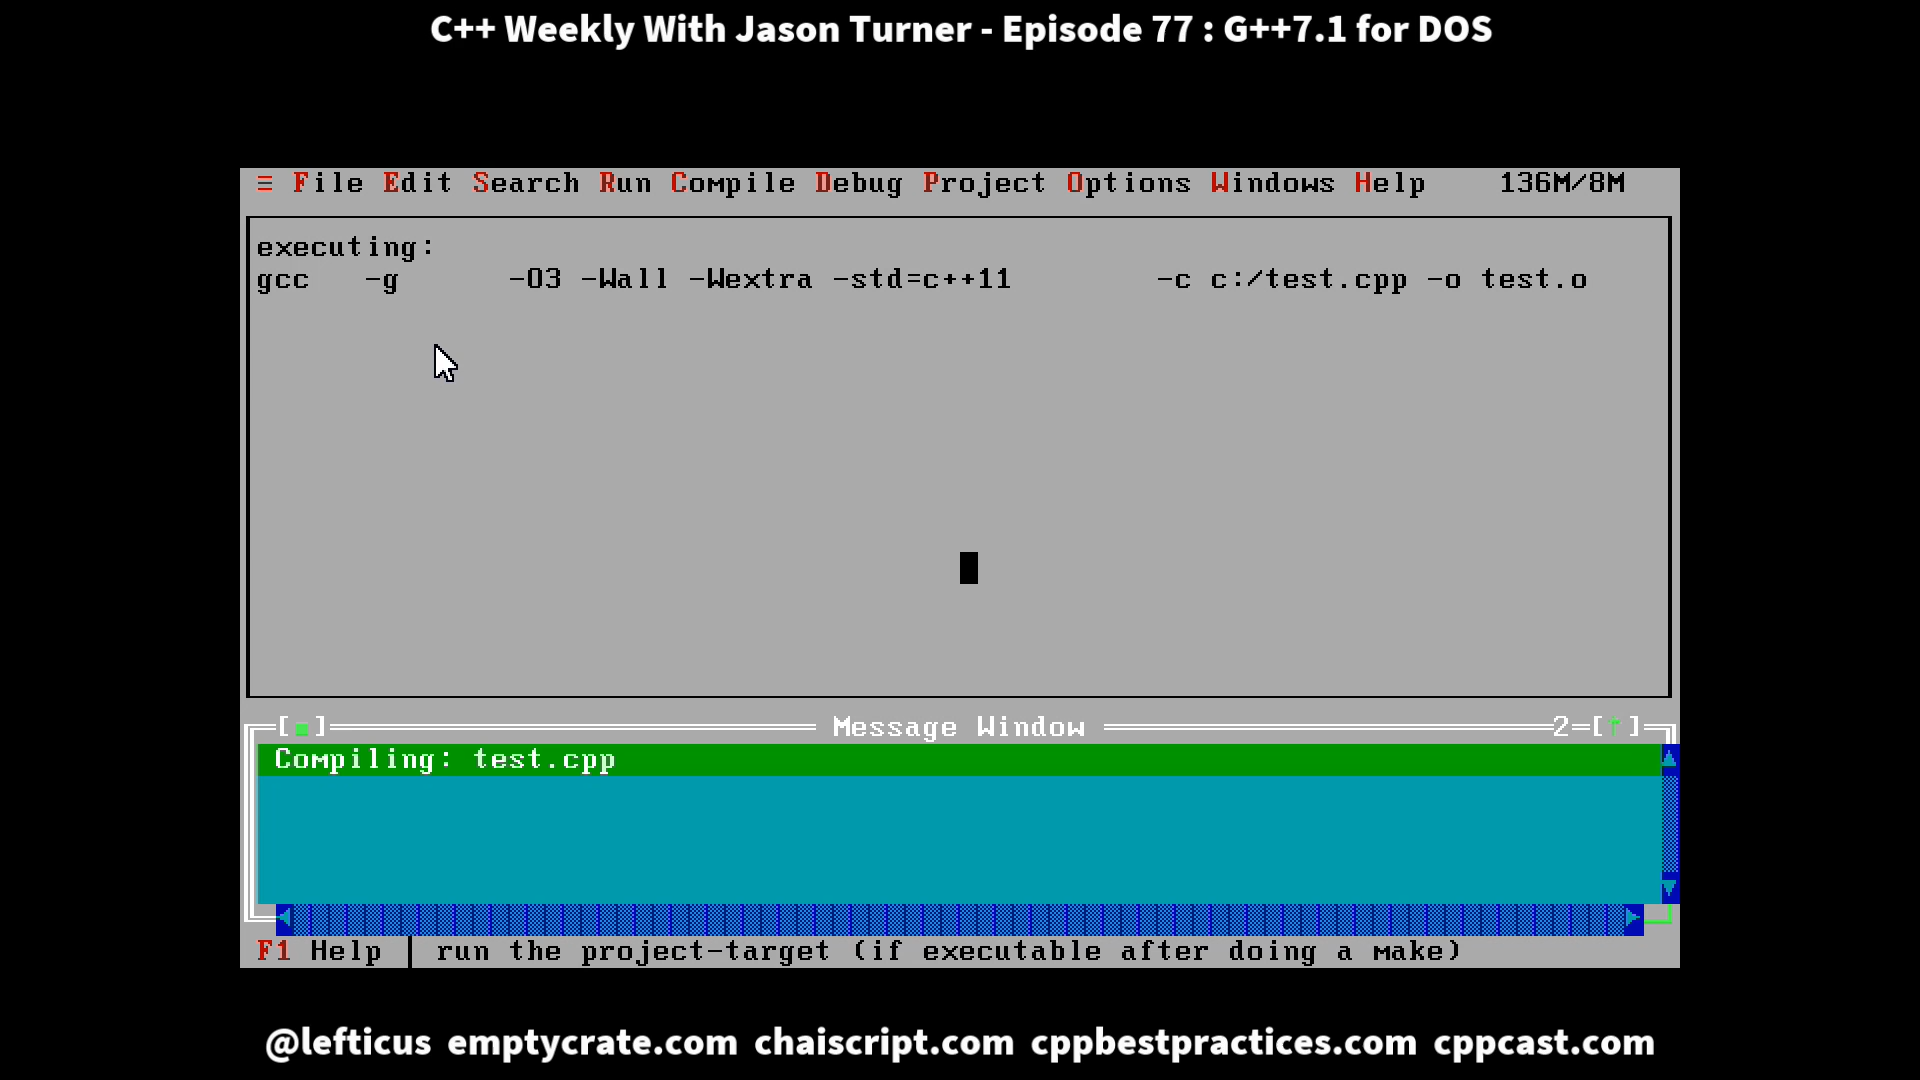 C++ Weekly With Jason Turner - Episode 77 : G++7.1 for DOS
≡ File Edit Search Run Compile Debug Project Options Windows Help 136M/8M
executing:
gcc -g -O3 -Wall -Wextra -std=c++11 -c c:/test.cpp -o test.o
[■] Message Window 2=[↑]
Compiling: test.cpp
F1 Help | run the project-target (if executable after doing a make)
@lefticus emptycrate.com chaiscript.com cppbestpractices.com cppcast.com